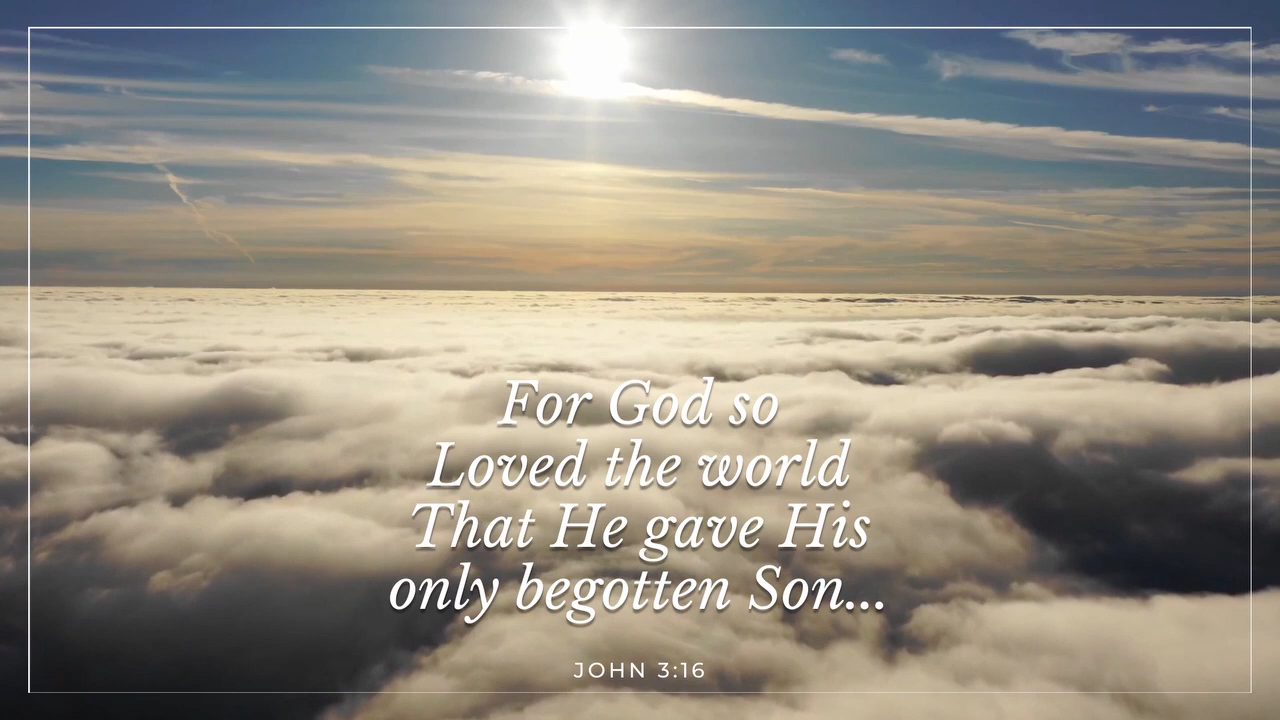 For God so
Loved the world
That He gave His
only begotten Son...
JOHN 3:16